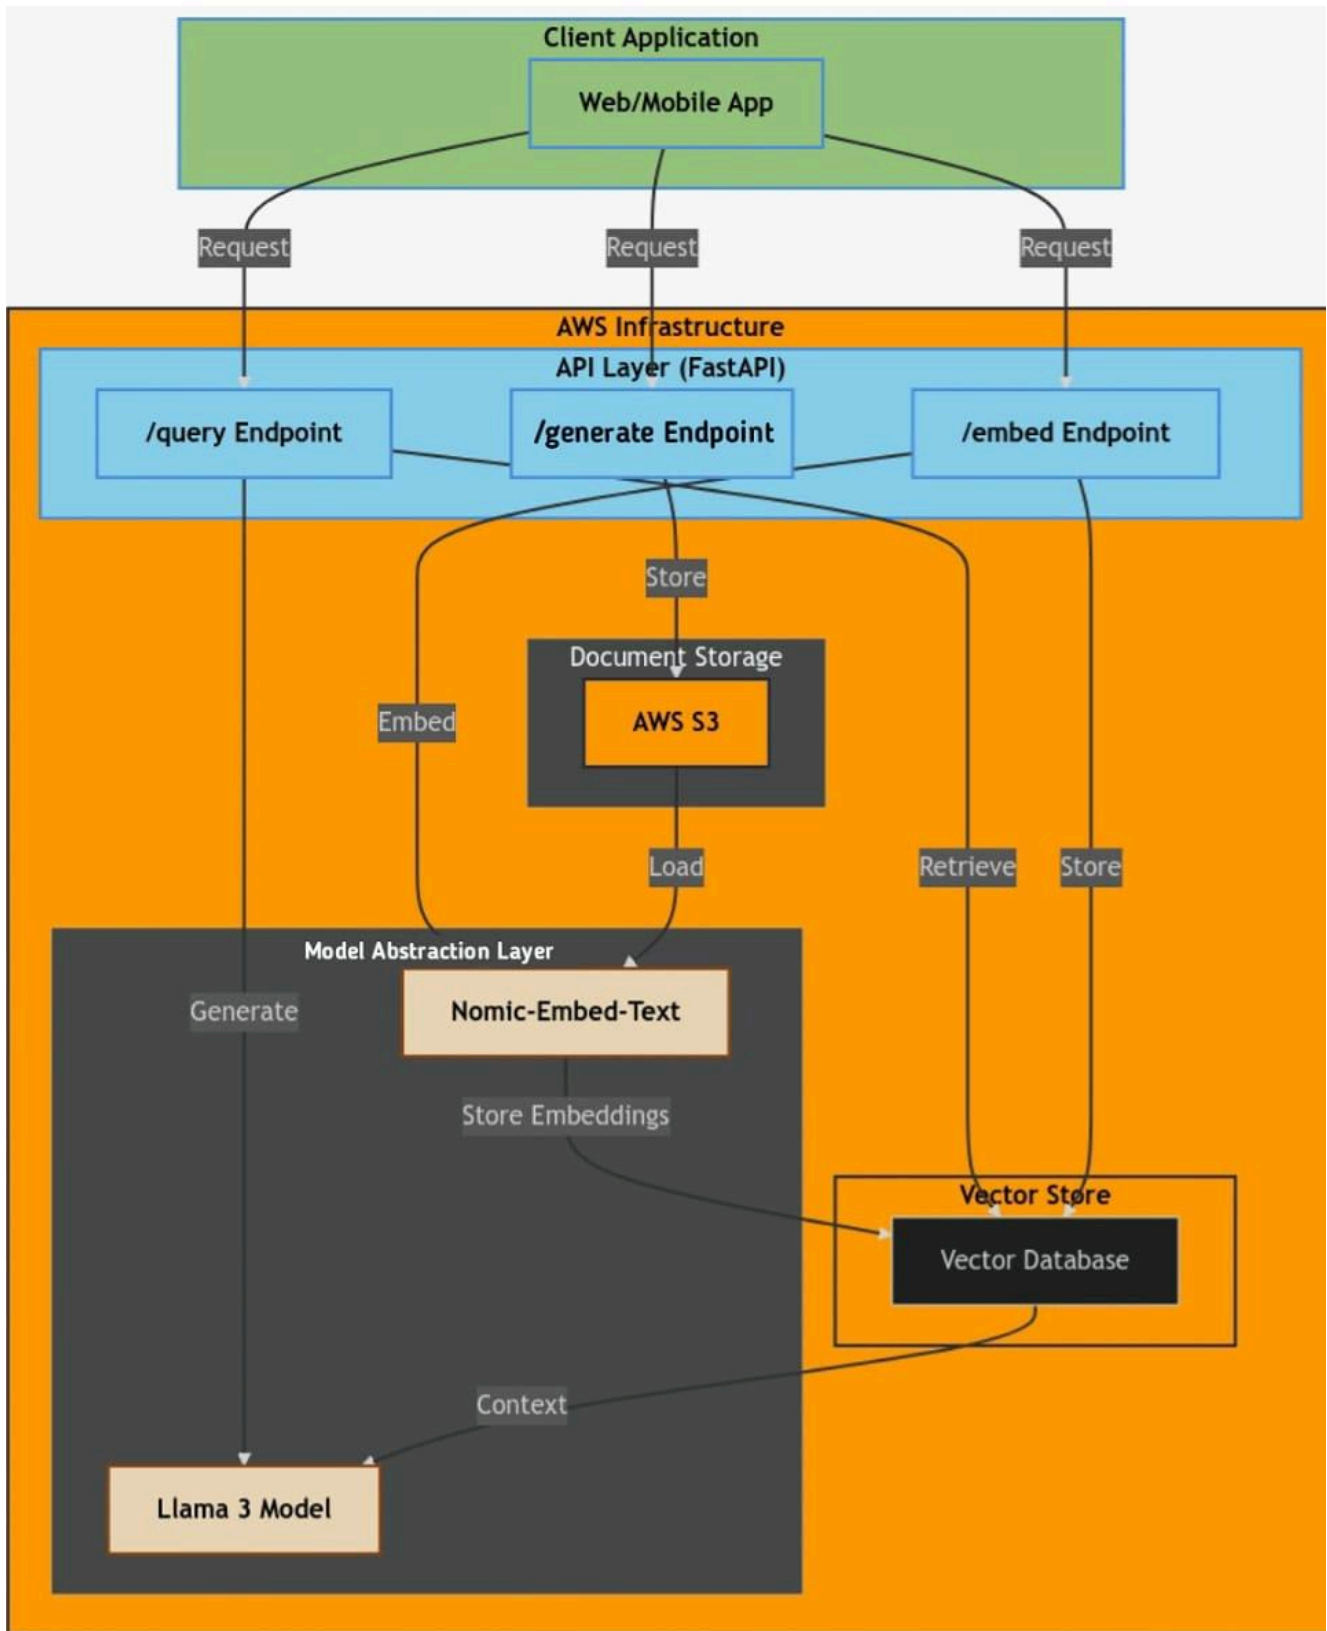 Client Application
Web/Mobile App
Request
Request
Request
AWS Infrastructure
API Layer (FastAPI)
/query Endpoint
/generate Endpoint
/embed Endpoint
Store
Document Storage
Embed
AWS S3
Load
Retrieve
Store
Model Abstraction Layer
Generate
Nomic-Embed-Text
Store Embeddings
Vector Store
Vector Database
Context
Llama 3 Model